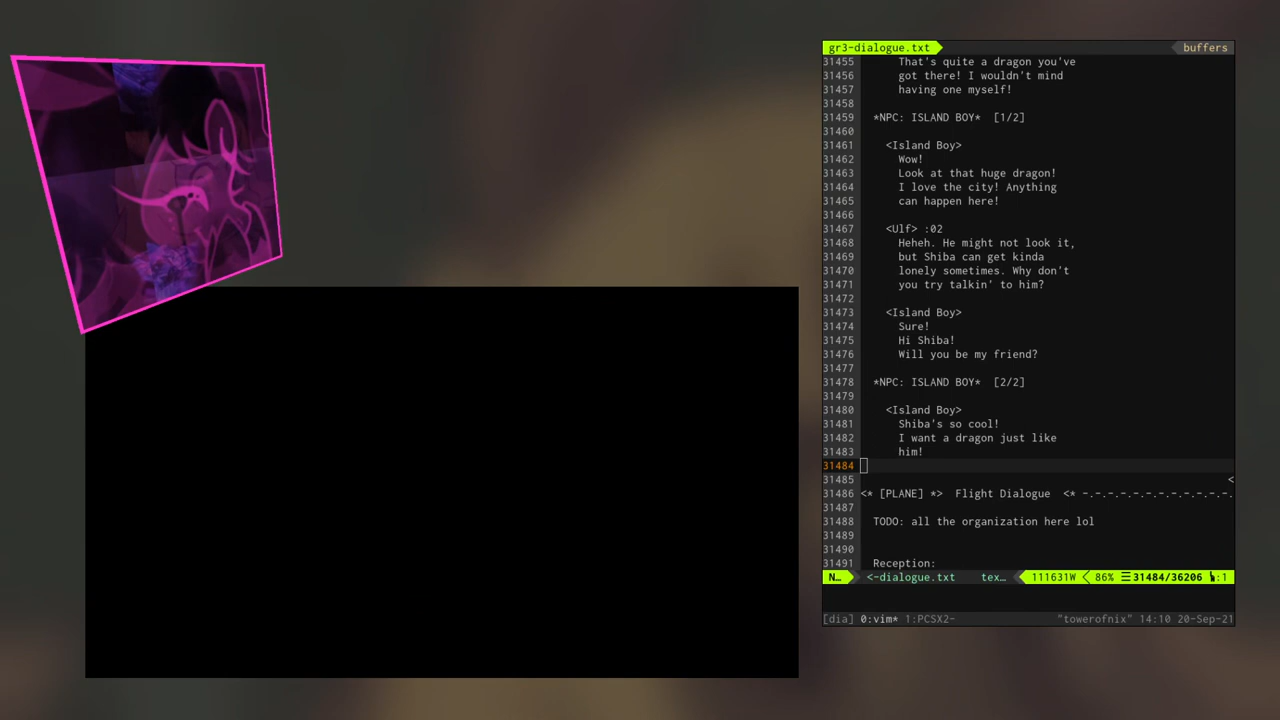 gr3-dialogue.txt buffers
31455 That's quite a dragon you've
31456 got there! I wouldn't mind
31457 having one myself!
31458
31459 *NPC: ISLAND BOY* [1/2]
31460
31461 <Island Boy>
31462 Wow!
31463 Look at that huge dragon!
31464 I love the city! Anything
31465 can happen here!
31466
31467 <Ulf> :02
31468 Heheh. He might not look it,
31469 but Shiba can get kinda
31470 lonely sometimes. Why don't
31471 you try talkin' to him?
31472
31473 <Island Boy>
31474 Sure!
31475 Hi Shiba!
31476 Will you be my friend?
31477
31478 *NPC: ISLAND BOY* [2/2]
31479
31480 <Island Boy>
31481 Shiba's so cool!
31482 I want a dragon just like
31483 him!
31484
31485 <
31486 <* [PLANE] *> Flight Dialogue <* -.-.-.-.-.-.-.-.-.-.-.-.
31487
31488 TODO: all the organization here lol
31489
31490
31491 Reception:
N… <-dialogue.txt tex… 111631W < 86% ☰31484/36206 :1
[dia] 0:vim* 1:PCSX2- "towerofnix" 14:10 20-Sep-21